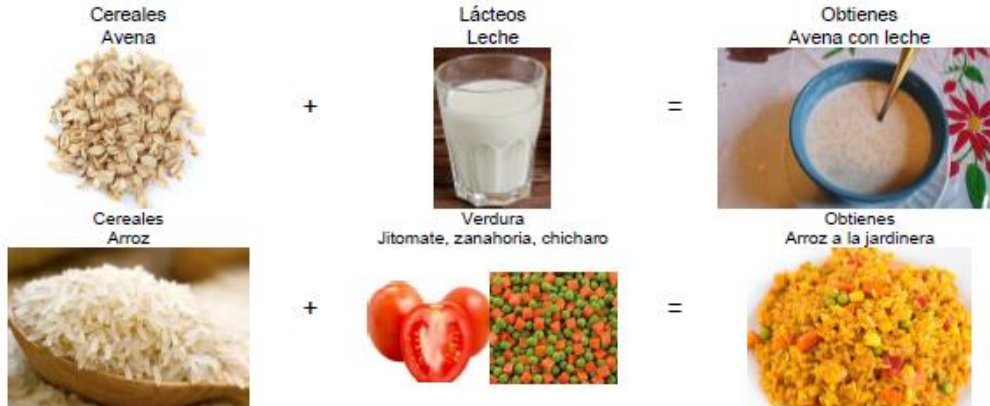 Cereales
Avena
+
Lácteos
Leche
=
Obtienes
Avena con leche
Cereales
Arroz
+
Verdura
Jitomate, zanahoria, chicharo
=
Obtienes
Arroz a la jardinera